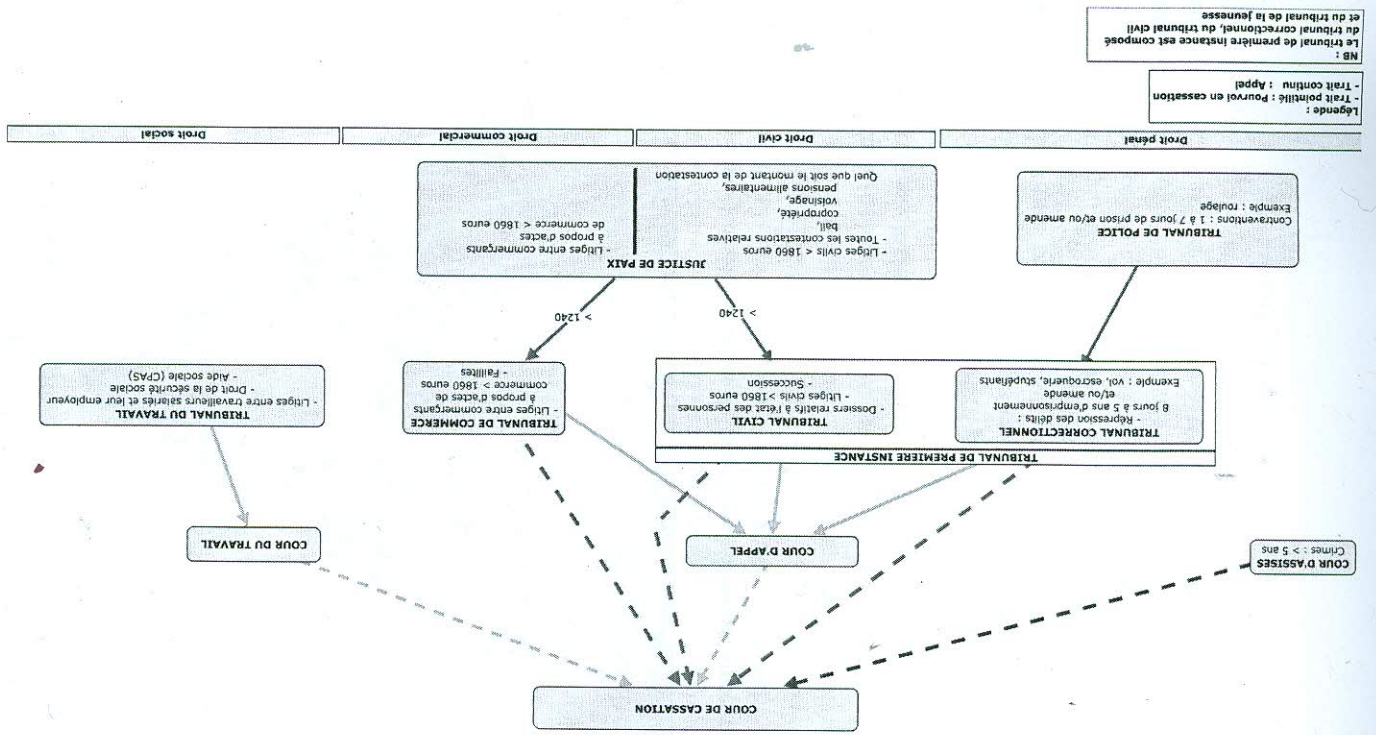 COUR DE CASSATION
COUR D'ASSISES
Crimes : > 5 ans
COUR D'APPEL
COUR DU TRAVAIL
TRIBUNAL DE PREMIERE INSTANCE
TRIBUNAL CORRECTIONNEL
- Répression des délits :
8 jours à 5 ans d'emprisonnement
et/ou amende
Exemple : vol, escroquerie, stupéfiants
TRIBUNAL CIVIL
- Dossiers relatifs à l'état des personnes
- Litiges civils >1860 euros
- Succession
TRIBUNAL DE COMMERCE
- Litiges entre commerçants
à propos d'actes de
commerce > 1860 euros
- Faillites
TRIBUNAL DU TRAVAIL
- Litiges entre travailleurs salariés et leur employeur
- Droit de la sécurité sociale
- Aide sociale (CPAS)
> 1240
> 1240
TRIBUNAL DE POLICE
Contraventions : 1 à 7 jours de prison et/ou amende
Exemple : roulage
JUSTICE DE PAIX
- Litiges civils < 1860 euros
- Toutes les contestations relatives
bail,
copropriété,
voisinage,
pensions alimentaires,
Quel que soit le montant de la contestation
- Litiges entre commerçants
à propos d'actes
de commerce < 1860 euros
Droit pénal
Droit civil
Droit commercial
Droit social
Légende :
- Trait pointillé : Pourvoi en cassation
- Trait continu : Appel
NB :
Le tribunal de première instance est composé
du tribunal correctionnel, du tribunal civil
et du tribunal de la jeunesse